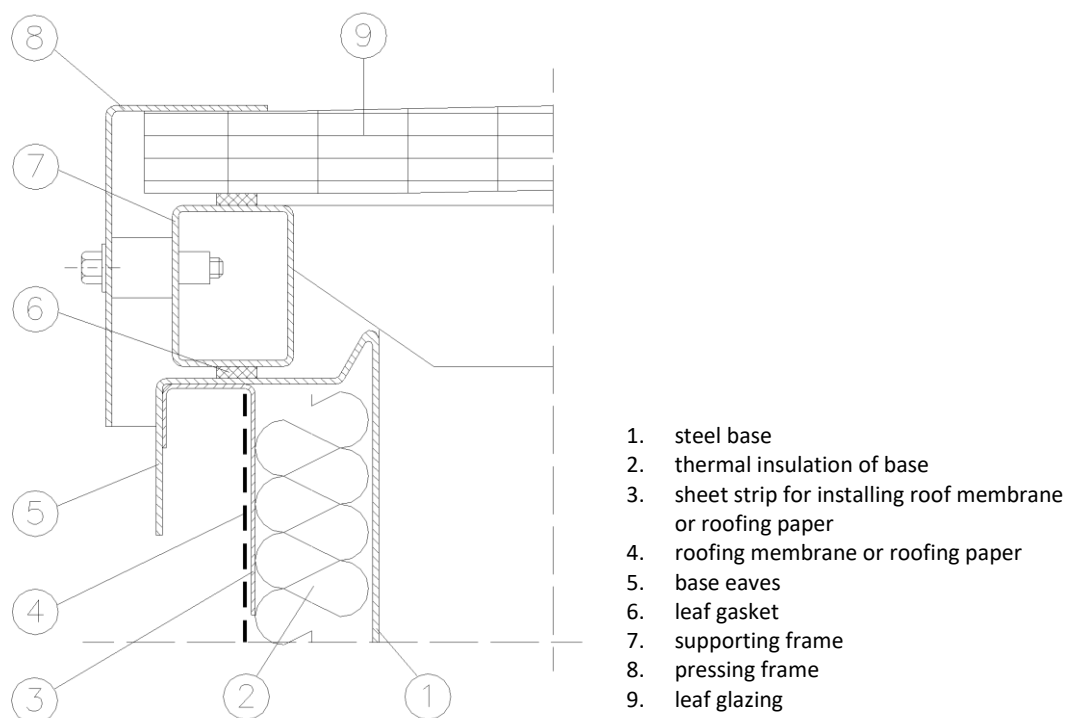 8
9
7
6
5
4
3
2
1
1. steel base
2. thermal insulation of base
3. sheet strip for installing roof membrane
or roofing paper
4. roofing membrane or roofing paper
5. base eaves
6. leaf gasket
7. supporting frame
8. pressing frame
9. leaf glazing